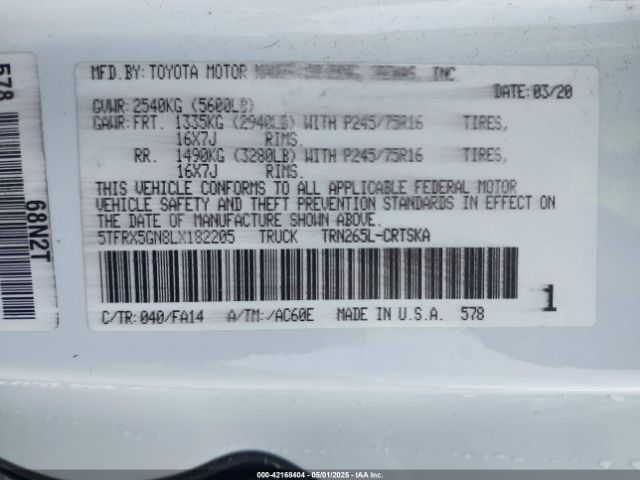 MFD.BY: TOYOTA MOTOR TEXAS, INC.
DATE: 03/20
GVWR: 2540KG (5600LB)
GAWR: FRT. 1335KG (2940LB) WITH P245/75R16 TIRES,
16X7J RIMS.
RR. 1490KG (3280LB) WITH P245/75R16 TIRES,
16X7J RIMS.
THIS VEHICLE CONFORMS TO ALL APPLICABLE FEDERAL MOTOR
VEHICLE SAFETY AND THEFT PREVENTION STANDARDS IN EFFECT ON
THE DATE OF MANUFACTURE SHOWN ABOVE.
5TFRX5GN8LX182205 TRUCK TRN265L-CRTSKA
C/TR: 040/FA14 A/TM: /AC60E MADE IN U.S.A. 578
1
578
68N2T
000-42168404 - 05/01/2025 - IAA Inc.